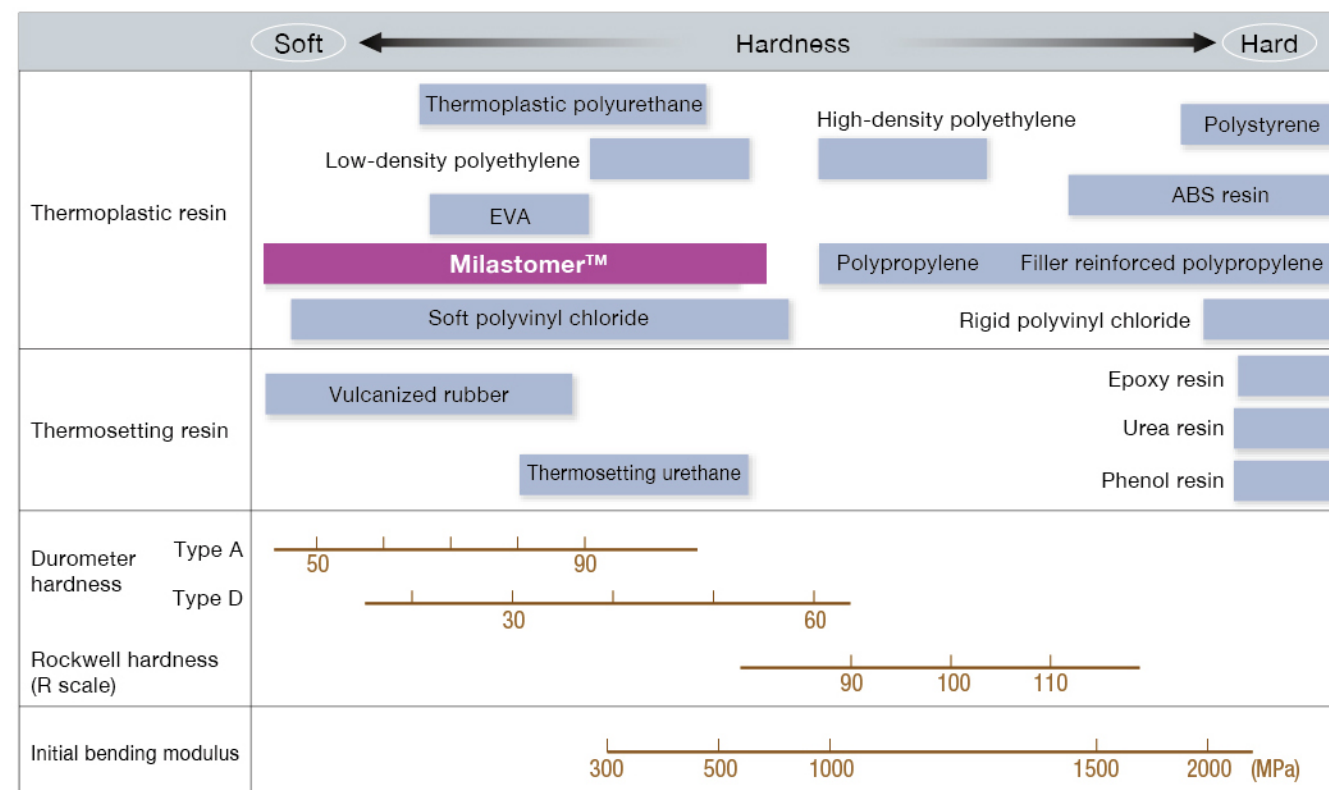 Soft Hardness Hard
Thermoplastic resin
Thermoplastic polyurethane
High-density polyethylene
Polystyrene
Low-density polyethylene
ABS resin
EVA
Milastomer™
Polypropylene Filler reinforced polypropylene
Soft polyvinyl chloride
Rigid polyvinyl chloride
Thermosetting resin
Vulcanized rubber
Epoxy resin
Urea resin
Thermosetting urethane
Phenol resin
Durometer
hardness
Type A
50 90
Type D
30 60
Rockwell hardness
(R scale)
90 100 110
Initial bending modulus
300 500 1000 1500 2000 (MPa)